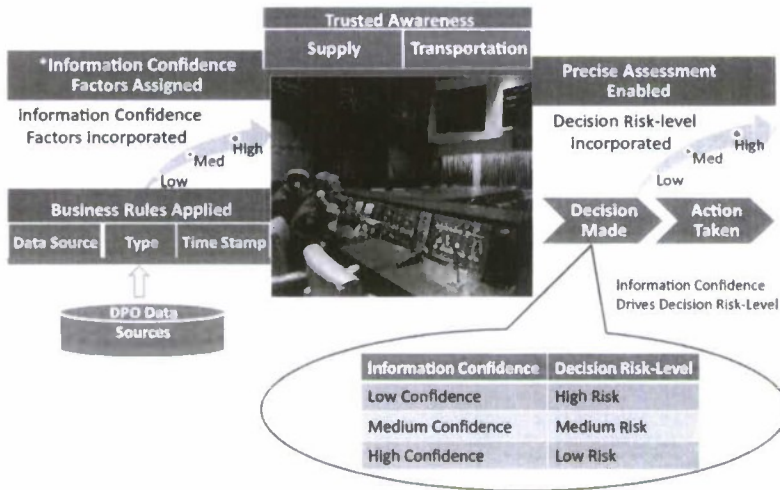 Trusted Awareness
Supply
Transportation
*Information Confidence
Factors Assigned
Information Confidence
Factors Incorporated
Low
Med
High
Business Rules Applied
Data Source
Type
Time Stamp
DPO Data
Sources
Precise Assessment
Enabled
Decision Risk-level
Incorporated
Low
Med
High
Decision
Made
Action
Taken
Information Confidence
Drives Decision Risk-Level
Information Confidence
Decision Risk-Level
Low Confidence
High Risk
Medium Confidence
Medium Risk
High Confidence
Low Risk